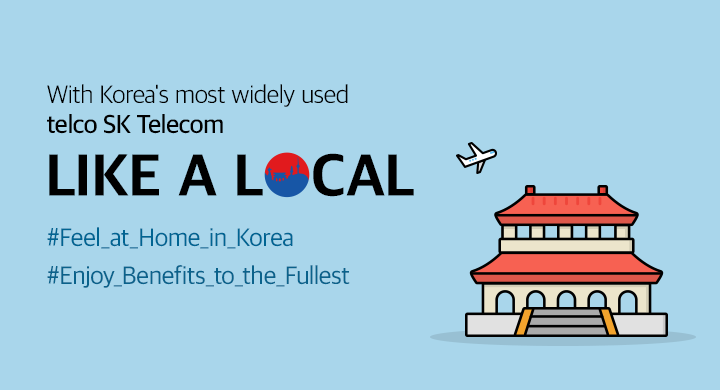 With Korea's most widely used
telco SK Telecom
LIKE A LOCAL
#Feel_at_Home_in_Korea
#Enjoy_Benefits_to_the_Fullest